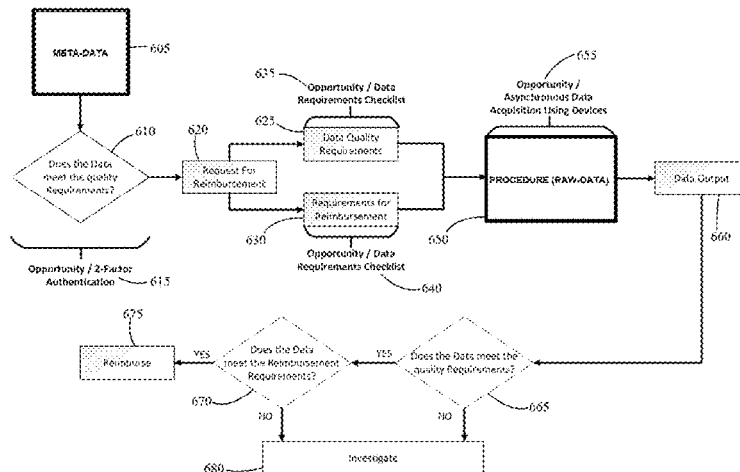 META-DATA
605
610
Does the Data
meet the quality
Requirements?
Opportunity / 2-Factor
Authentication
615
620
Request For
Reimbursement
635
Opportunity / Data
Requirements Checklist
625
Data Quality
Requirements
Requirements for
Reimbursement
630
Opportunity / Data
Requirements Checklist
640
655
Opportunity /
Asynchronous Data
Acquisition Using Devices
PROCEDURE (RAW-DATA)
650
Data Output
660
Does the Data meet the
quality Requirements?
665
YES
NO
Does the Data
meet the Reimbursement
Requirements?
670
YES
NO
675
Reimburse
Investigate
680